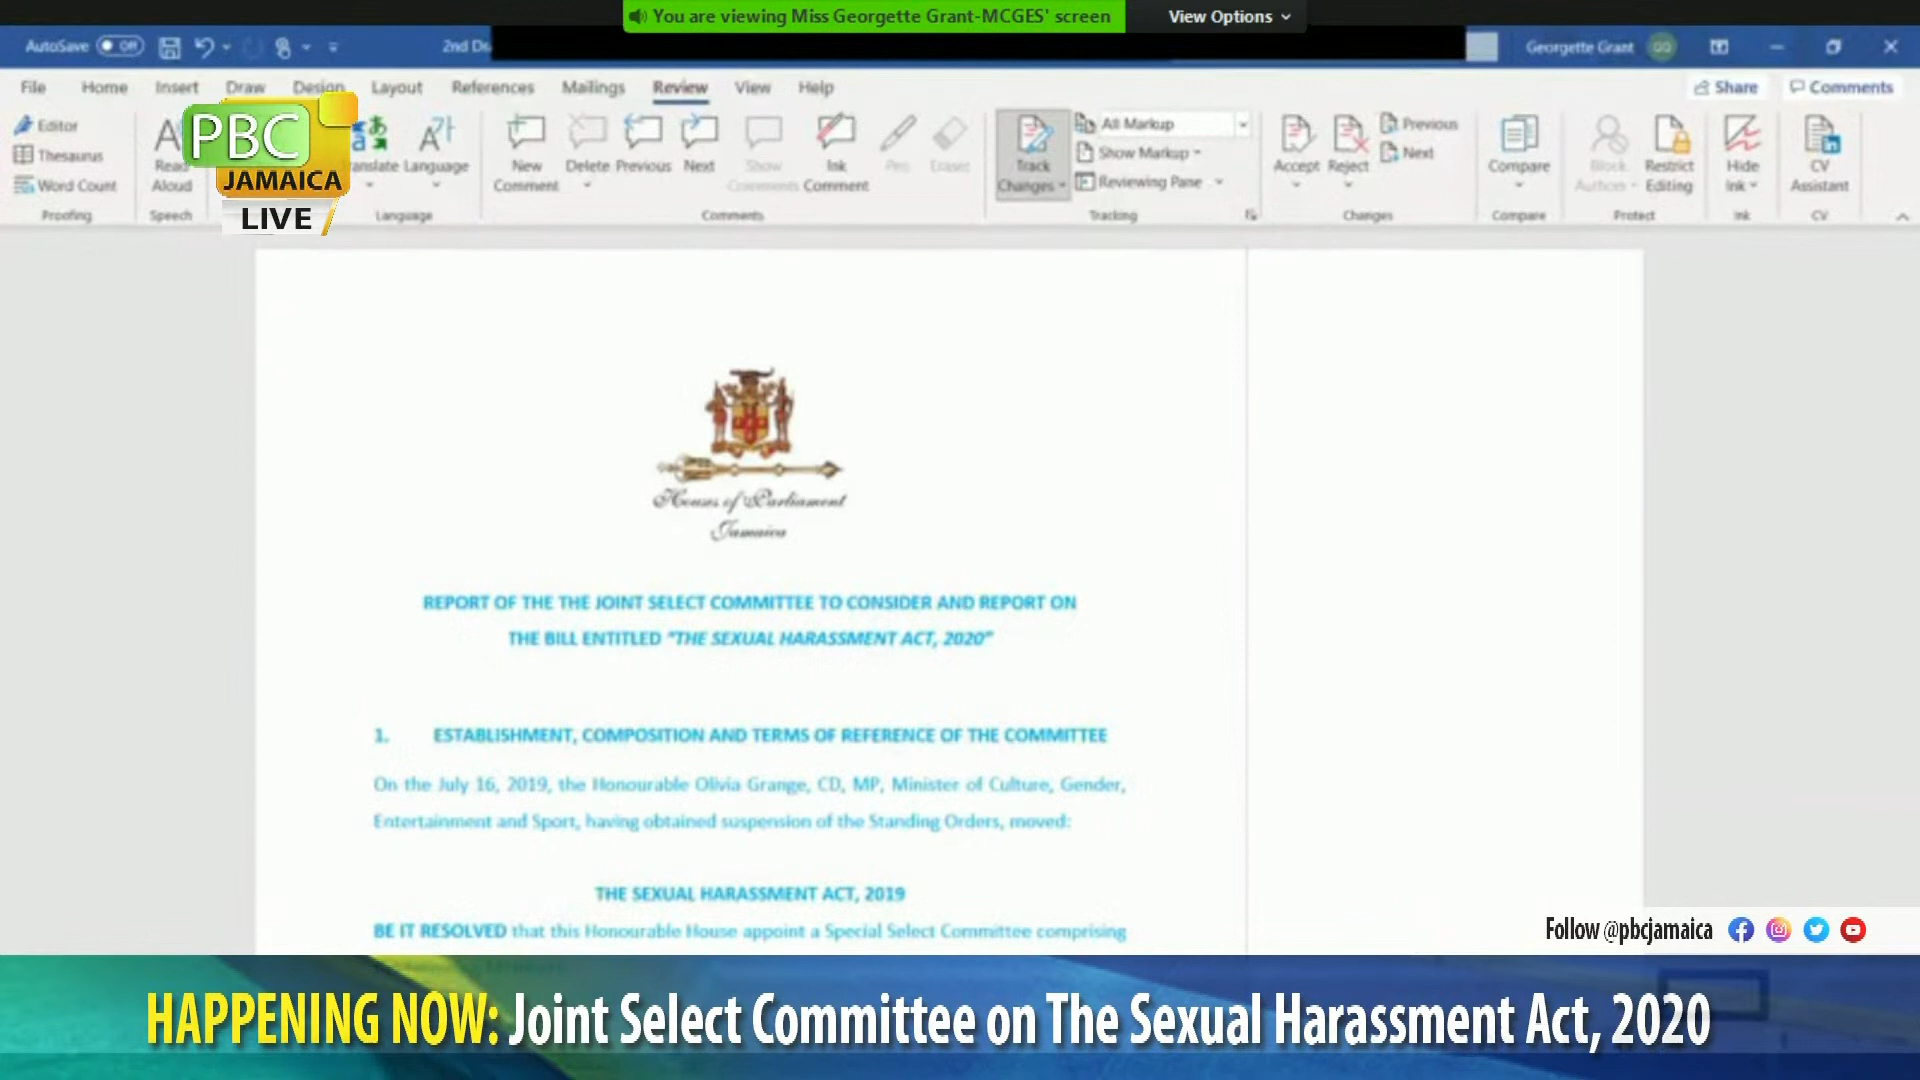 You are viewing Miss Georgette Grant-MCGES' screen
View Options
AutoSave Off
2nd
Georgette Grant GG
File Home Insert Draw Design Layout References Mailings Review View Help
Share Comments
Editor
Thesaurus
Word Count
Proofing
Read Aloud
Speech
Language
Language
New Comment
Delete
Previous
Next
Show Comments
Ink Comment
Pen
Eraser
Comments
Track Changes
All Markup
Show Markup
Reviewing Pane
Tracking
Accept
Reject
Previous
Next
Changes
Compare
Compare
Block Authors
Restrict Editing
Protect
Hide Ink
Ink
CV Assistant
CV
PBC
JAMAICA
LIVE
Houses of Parliament
Jamaica
REPORT OF THE THE JOINT SELECT COMMITTEE TO CONSIDER AND REPORT ON
THE BILL ENTITLED "THE SEXUAL HARASSMENT ACT, 2020"
1. ESTABLISHMENT, COMPOSITION AND TERMS OF REFERENCE OF THE COMMITTEE
On the July 16, 2019, the Honourable Olivia Grange, CD, MP, Minister of Culture, Gender,
Entertainment and Sport, having obtained suspension of the Standing Orders, moved:
THE SEXUAL HARASSMENT ACT, 2019
BE IT RESOLVED that this Honourable House appoint a Special Select Committee comprising
Follow @pbcjamaica
HAPPENING NOW: Joint Select Committee on The Sexual Harassment Act, 2020